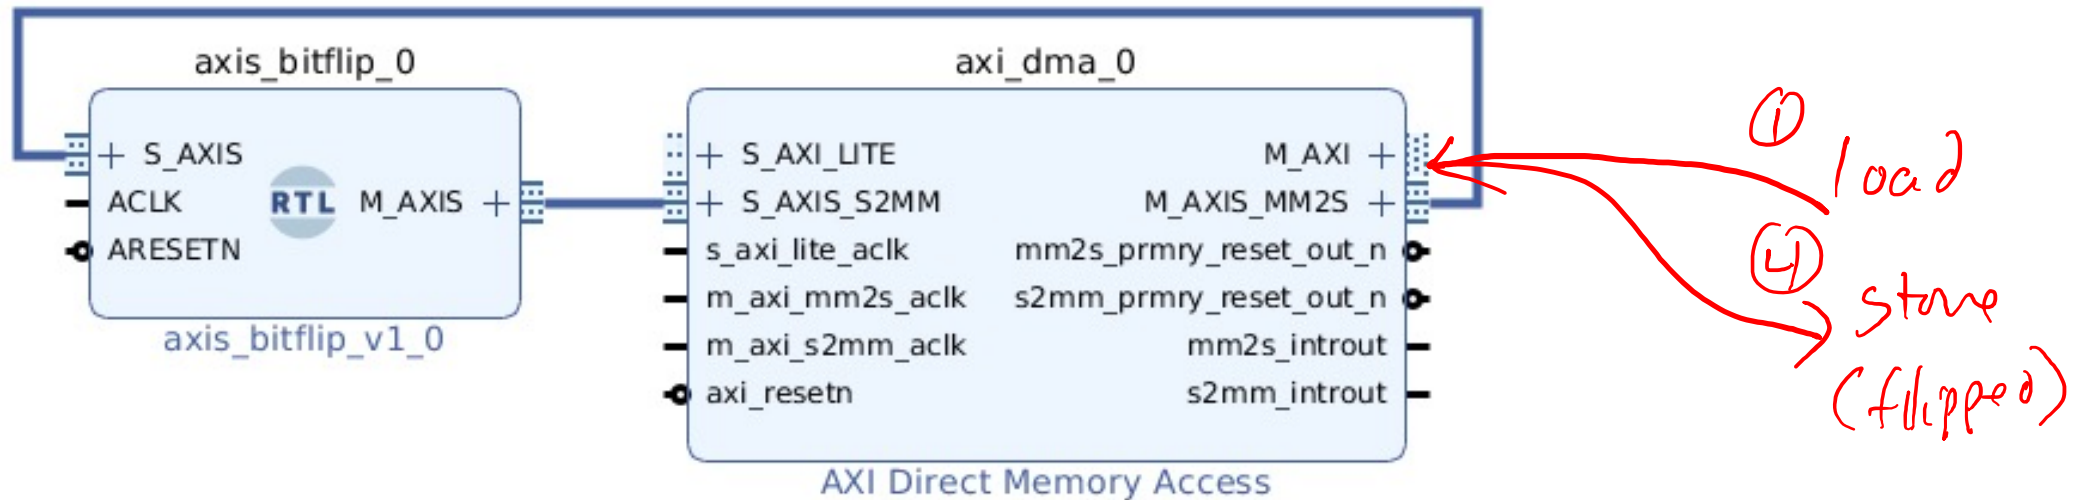 axis_bitflip_0
S_AXIS
ACLK
ARESETN
RTL
M_AXIS
axis_bitflip_v1_0
axi_dma_0
S_AXI_LITE
S_AXIS_S2MM
s_axi_lite_aclk
m_axi_mm2s_aclk
m_axi_s2mm_aclk
axi_resetn
M_AXI
M_AXIS_MM2S
mm2s_prmry_reset_out_n
s2mm_prmry_reset_out_n
mm2s_introut
s2mm_introut
AXI Direct Memory Access
① load
④ store
(flipped)